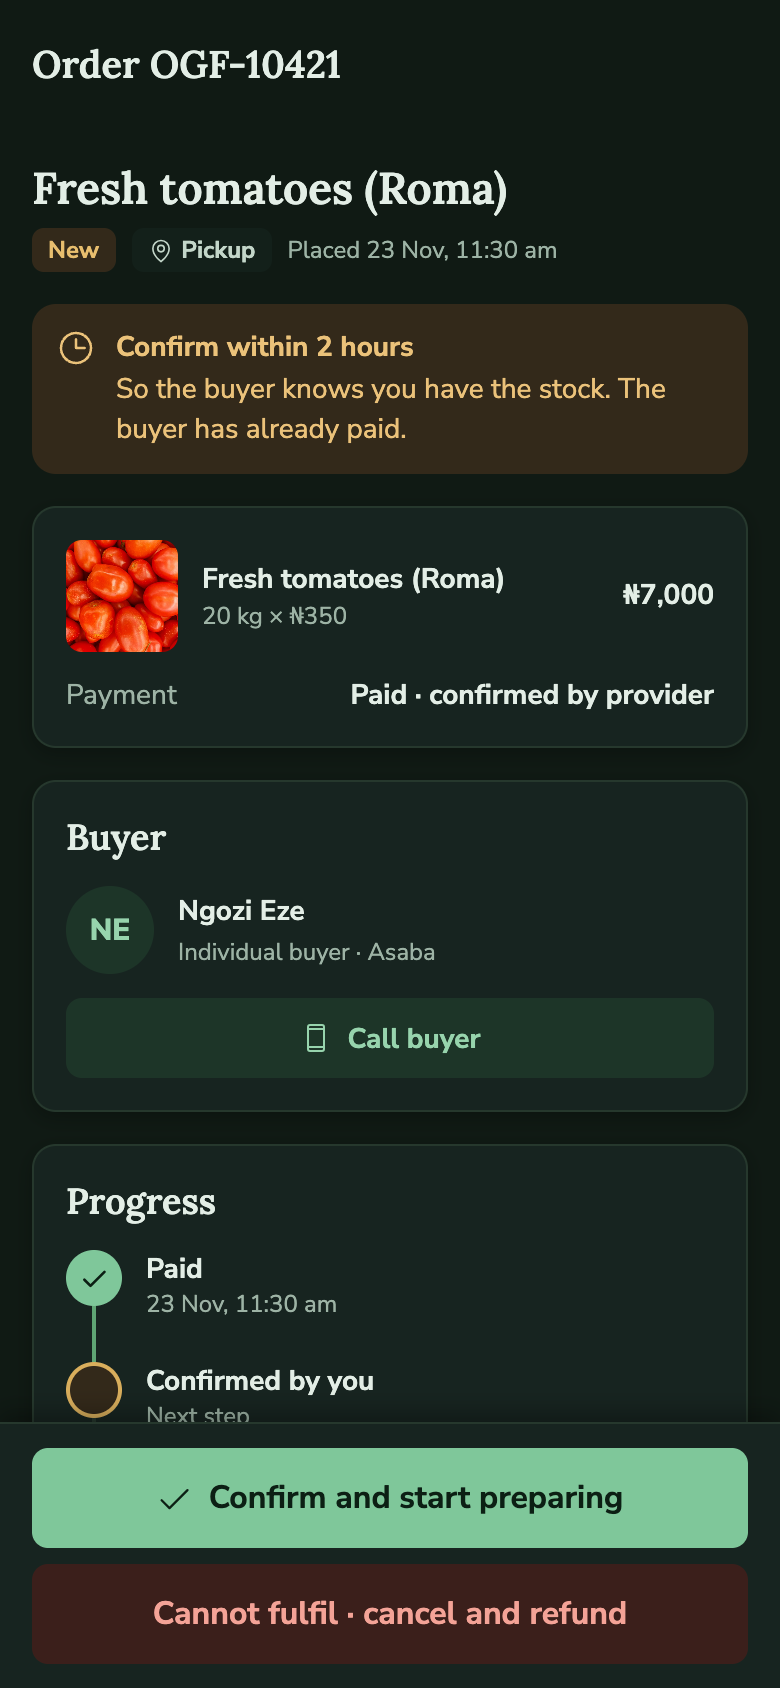 Order OGF-10421
Fresh tomatoes (Roma)
New
Pickup
Placed 23 Nov, 11:30 am
Confirm within 2 hours
So the buyer knows you have the stock. The
buyer has already paid.
Fresh tomatoes (Roma)
20 kg × ₦350
₦7,000
Payment
Paid · confirmed by provider
Buyer
NE
Ngozi Eze
Individual buyer · Asaba
Call buyer
Progress
Paid
23 Nov, 11:30 am
Confirmed by you
Next step
Confirm and start preparing
Cannot fulfil · cancel and refund